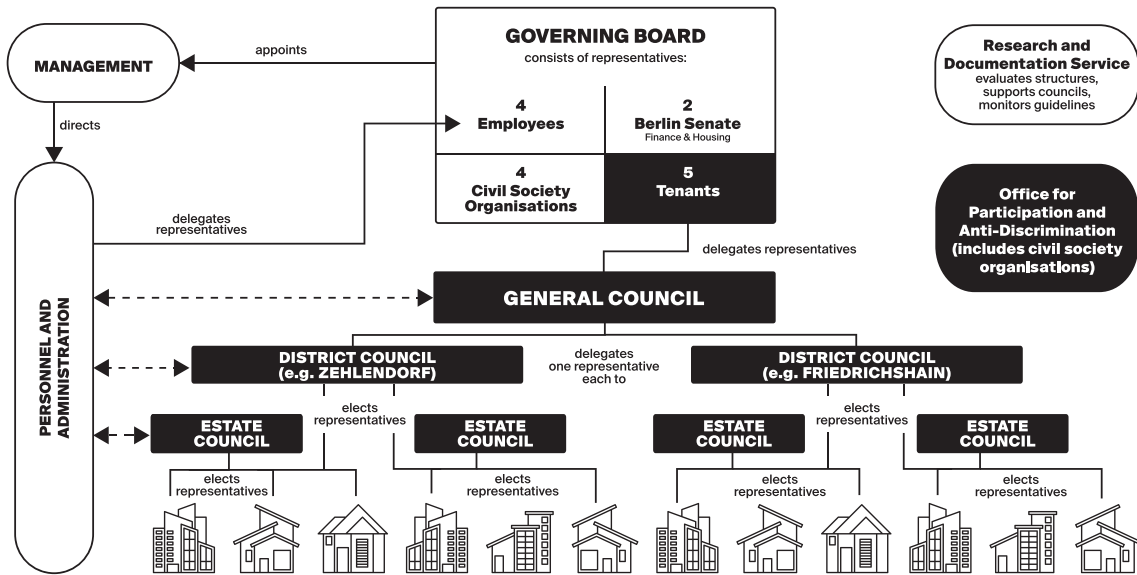 GOVERNING BOARD
consists of representatives:
4
Employees
2
Berlin Senate
Finance & Housing
4
Civil Society
Organisations
5
Tenants
appoints
MANAGEMENT
directs
PERSONNEL AND
ADMINISTRATION
delegates
representatives
Research and
Documentation Service
evaluates structures,
supports councils,
monitors guidelines
Office for
Participation and
Anti-Discrimination
(includes civil society
organisations)
delegates representatives
GENERAL COUNCIL
DISTRICT COUNCIL
(e.g. ZEHLENDORF)
delegates
one representative
each to
DISTRICT COUNCIL
(e.g. FRIEDRICHSHAIN)
ESTATE
COUNCIL
elects
representatives
ESTATE
COUNCIL
ESTATE
COUNCIL
elects
representatives
ESTATE
COUNCIL
elects
representatives
elects
representatives
elects
representatives
elects
representatives